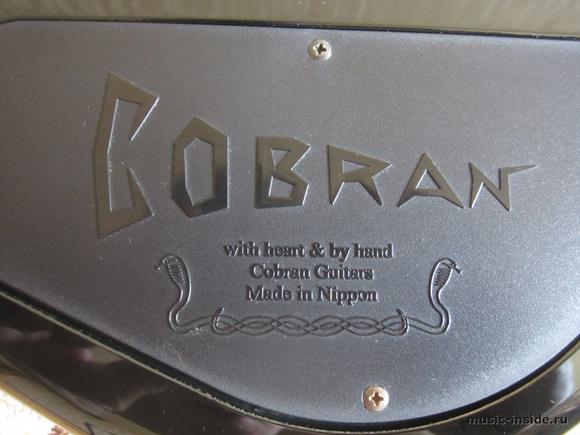 COBRAN
with heart & by hand
Cobran Guitars
Made in Nippon
music-inside.ru